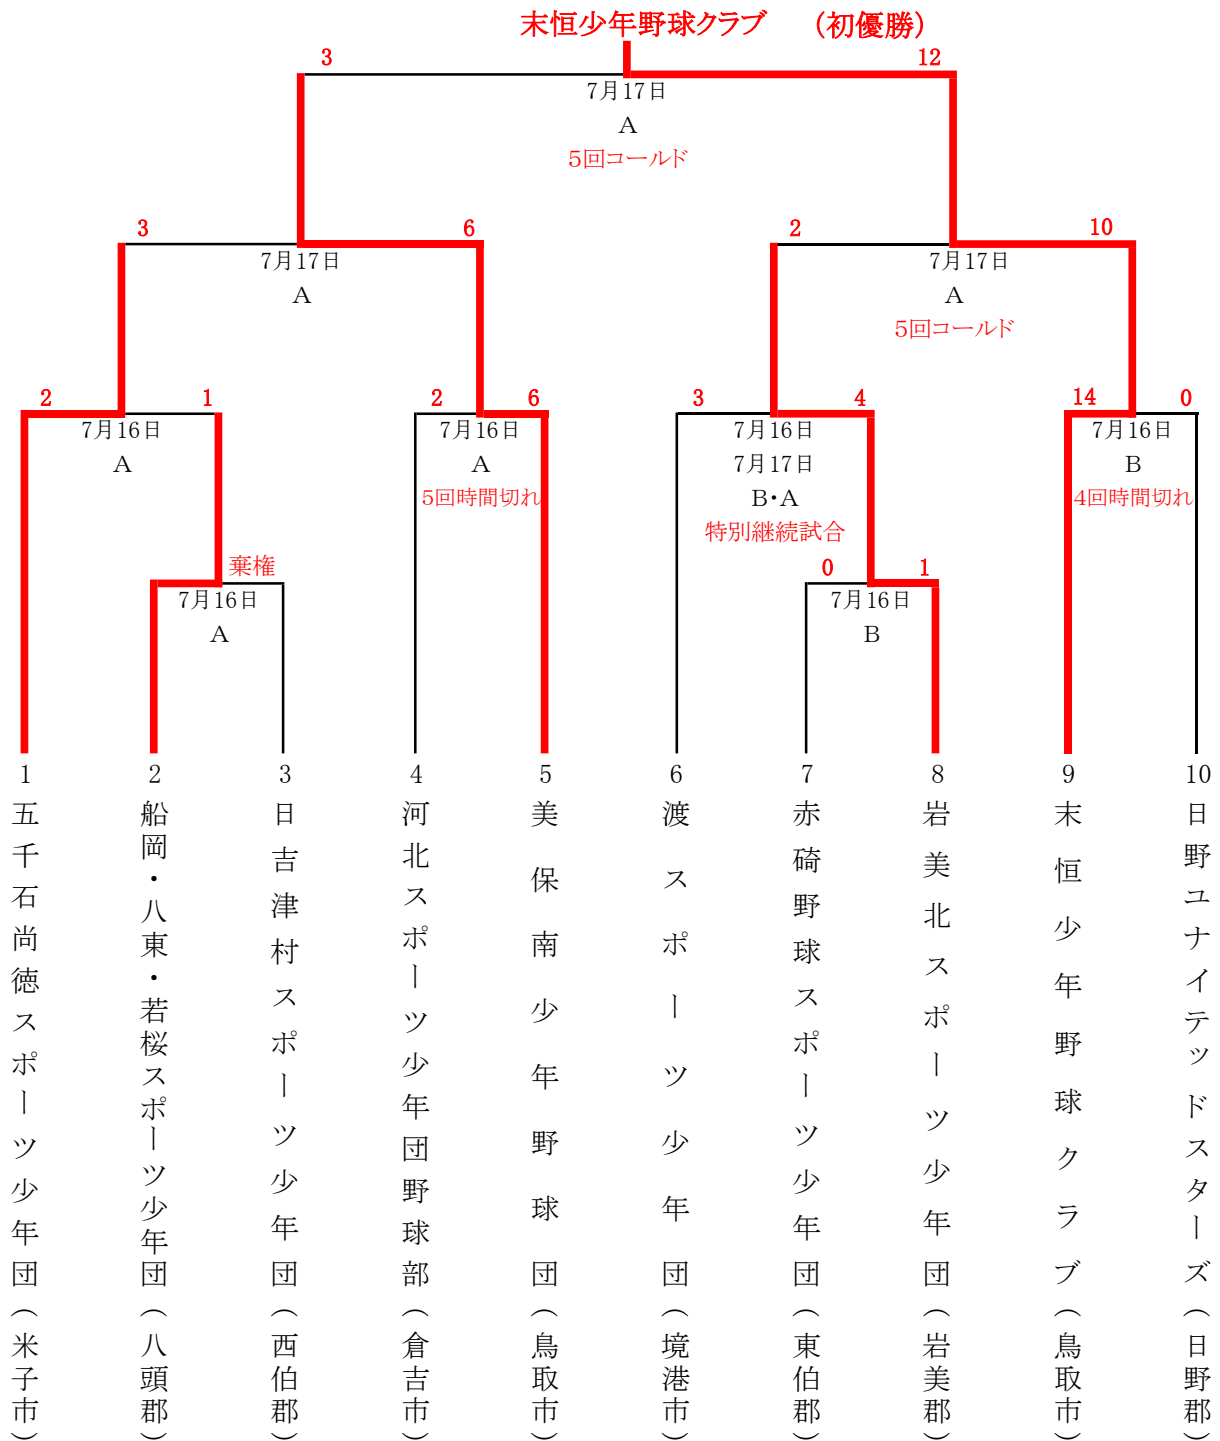 末恒少年野球クラブ　（初優勝）
3
12
7月17日
A
5回コールド
3
6
2
10
7月17日
A
7月17日
A
5回コールド
2
1
2
6
3
4
14
0
7月16日
A
7月16日
A
5回時間切れ
7月16日
7月17日
B・A
特別継続試合
7月16日
B
4回時間切れ
棄権
7月16日
A
0
1
7月16日
B
1
五千石尚徳スポーツ少年団（米子市）
2
船岡・八東・若桜スポーツ少年団（八頭郡）
3
日吉津村スポーツ少年団（西伯郡）
4
河北スポーツ少年団野球部（倉吉市）
5
美保南少年野球団（鳥取市）
6
渡スポーツ少年団（境港市）
7
赤碕野球スポーツ少年団（東伯郡）
8
岩美北スポーツ少年団（岩美郡）
9
末恒少年野球クラブ（鳥取市）
10
日野ユナイテッドスターズ（日野郡）